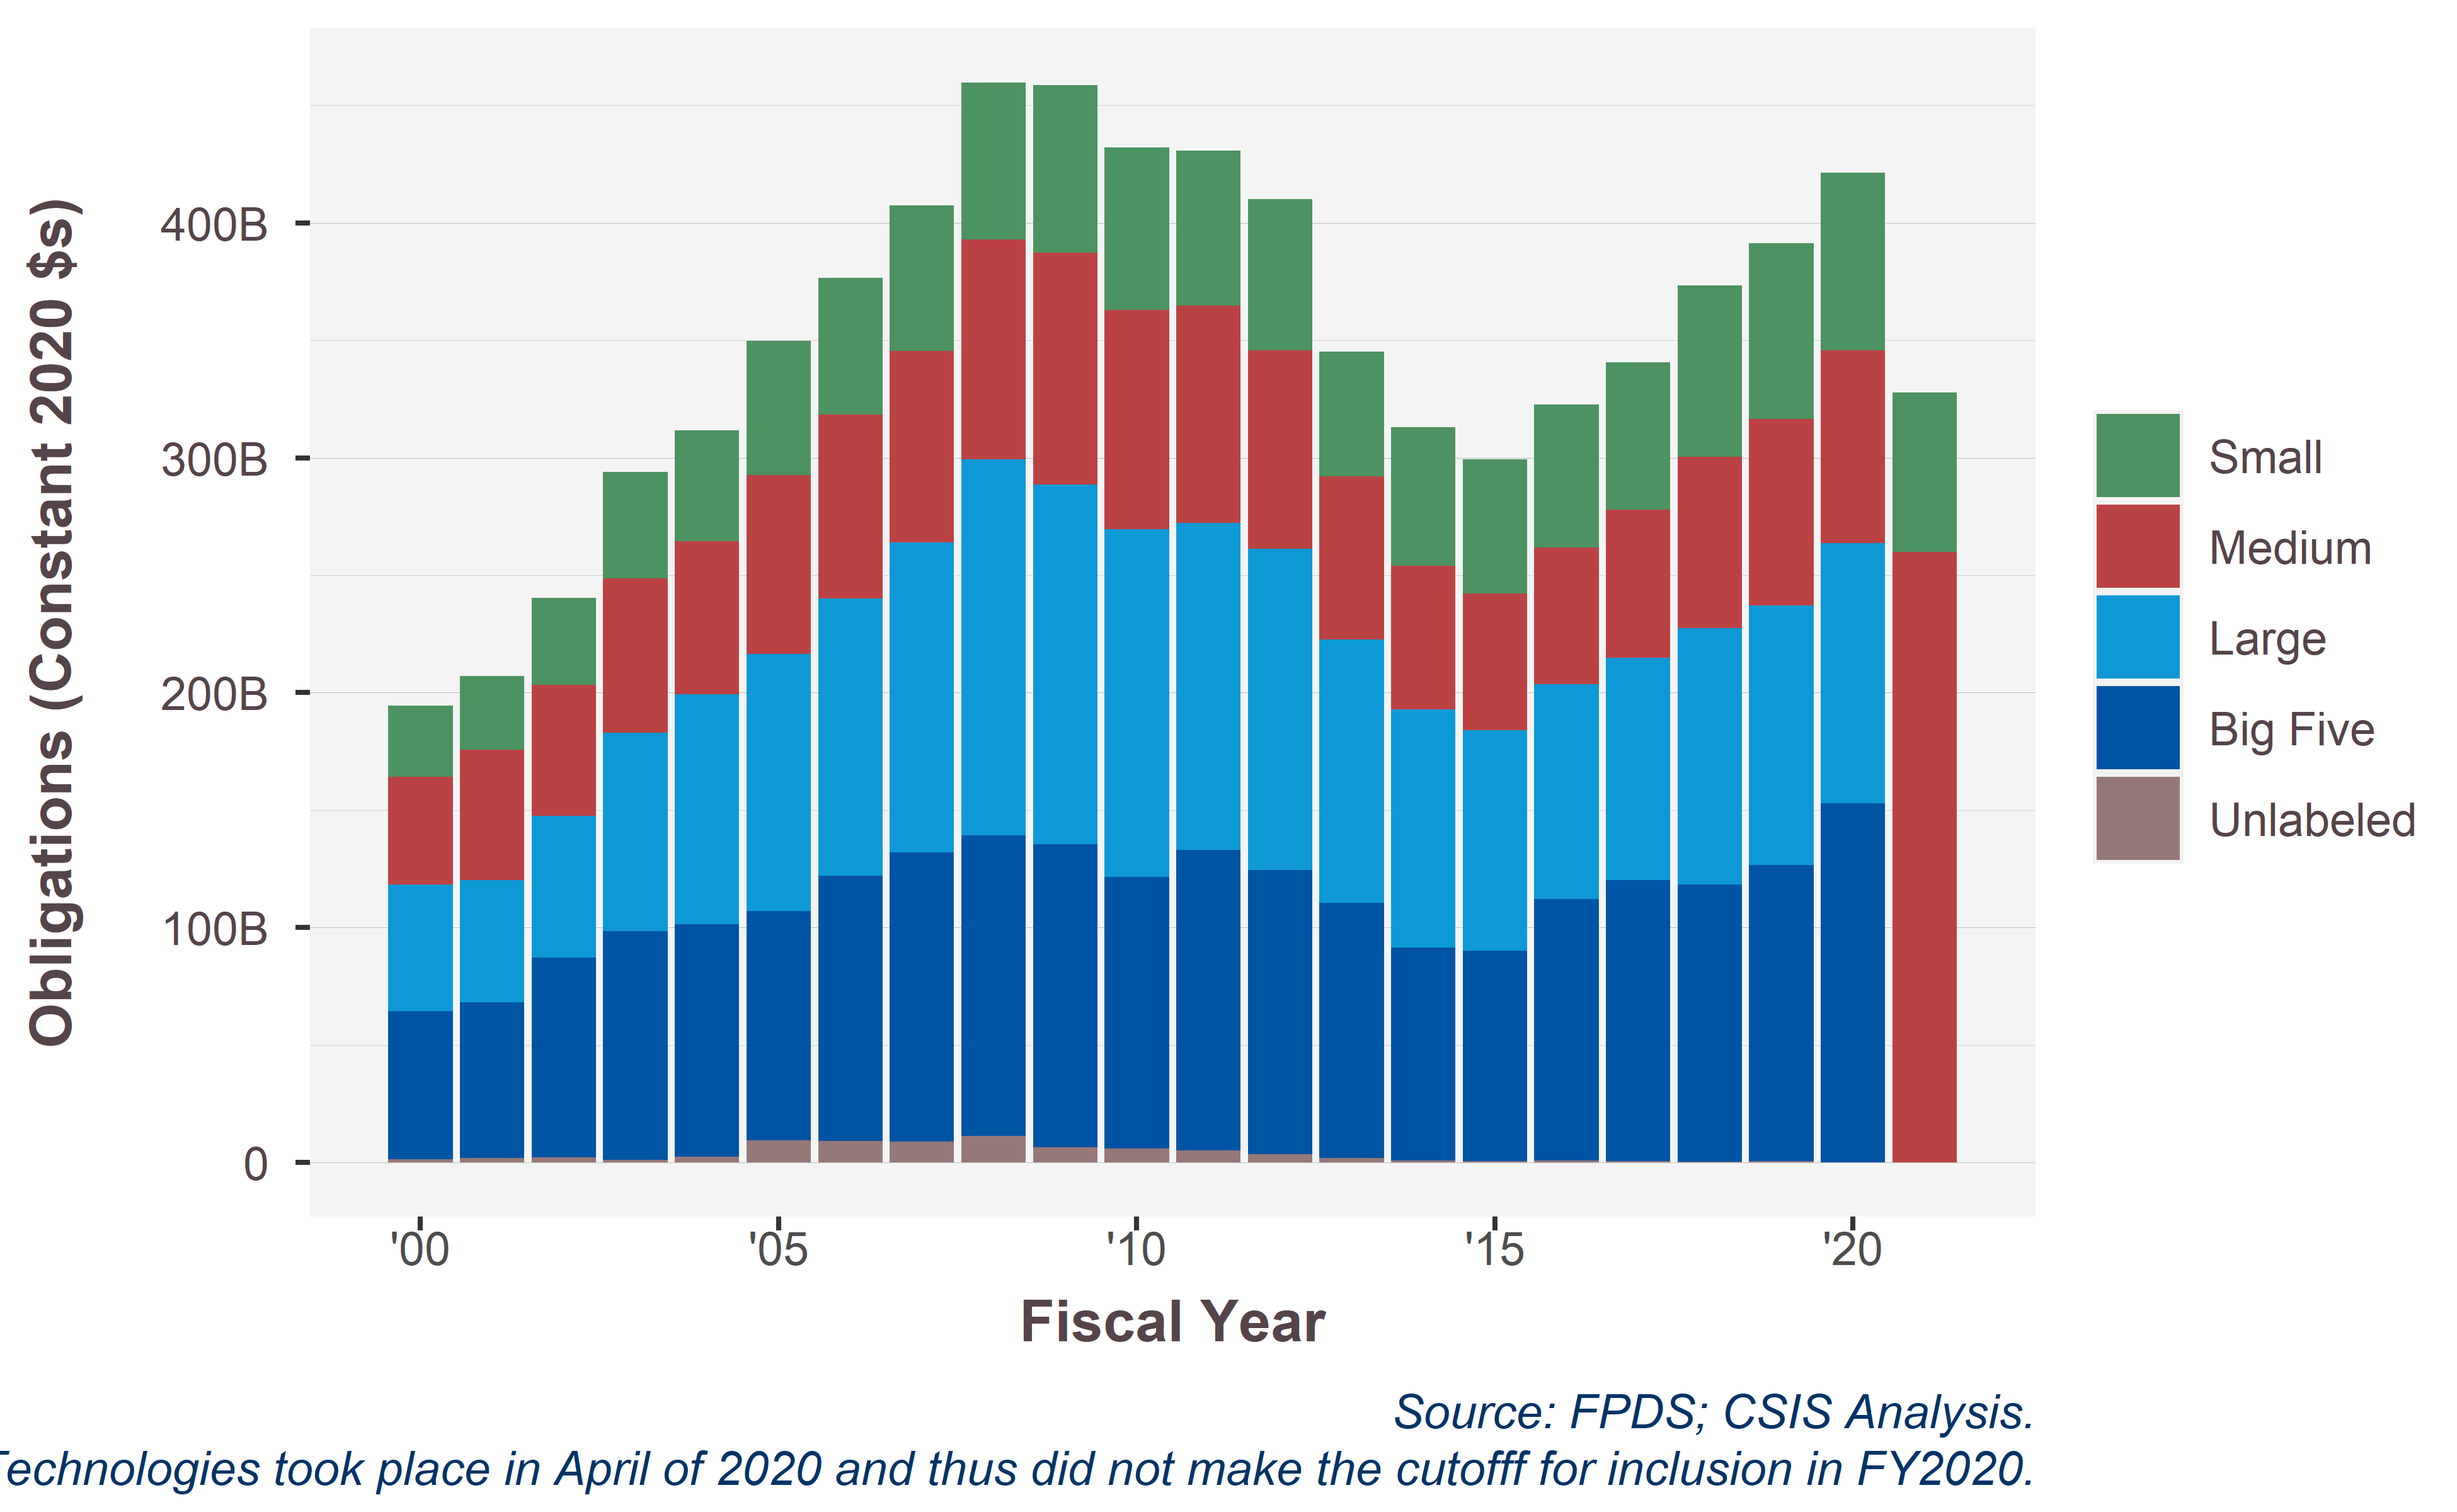 Obligations (Constant 2020 $s)
400B
300B
200B
100B
0
'00
'05
'10
'15
'20
Fiscal Year
Small
Medium
Large
Big Five
Unlabeled
Source: FPDS; CSIS Analysis.
Technologies took place in April of 2020 and thus did not make the cutofff for inclusion in FY2020.